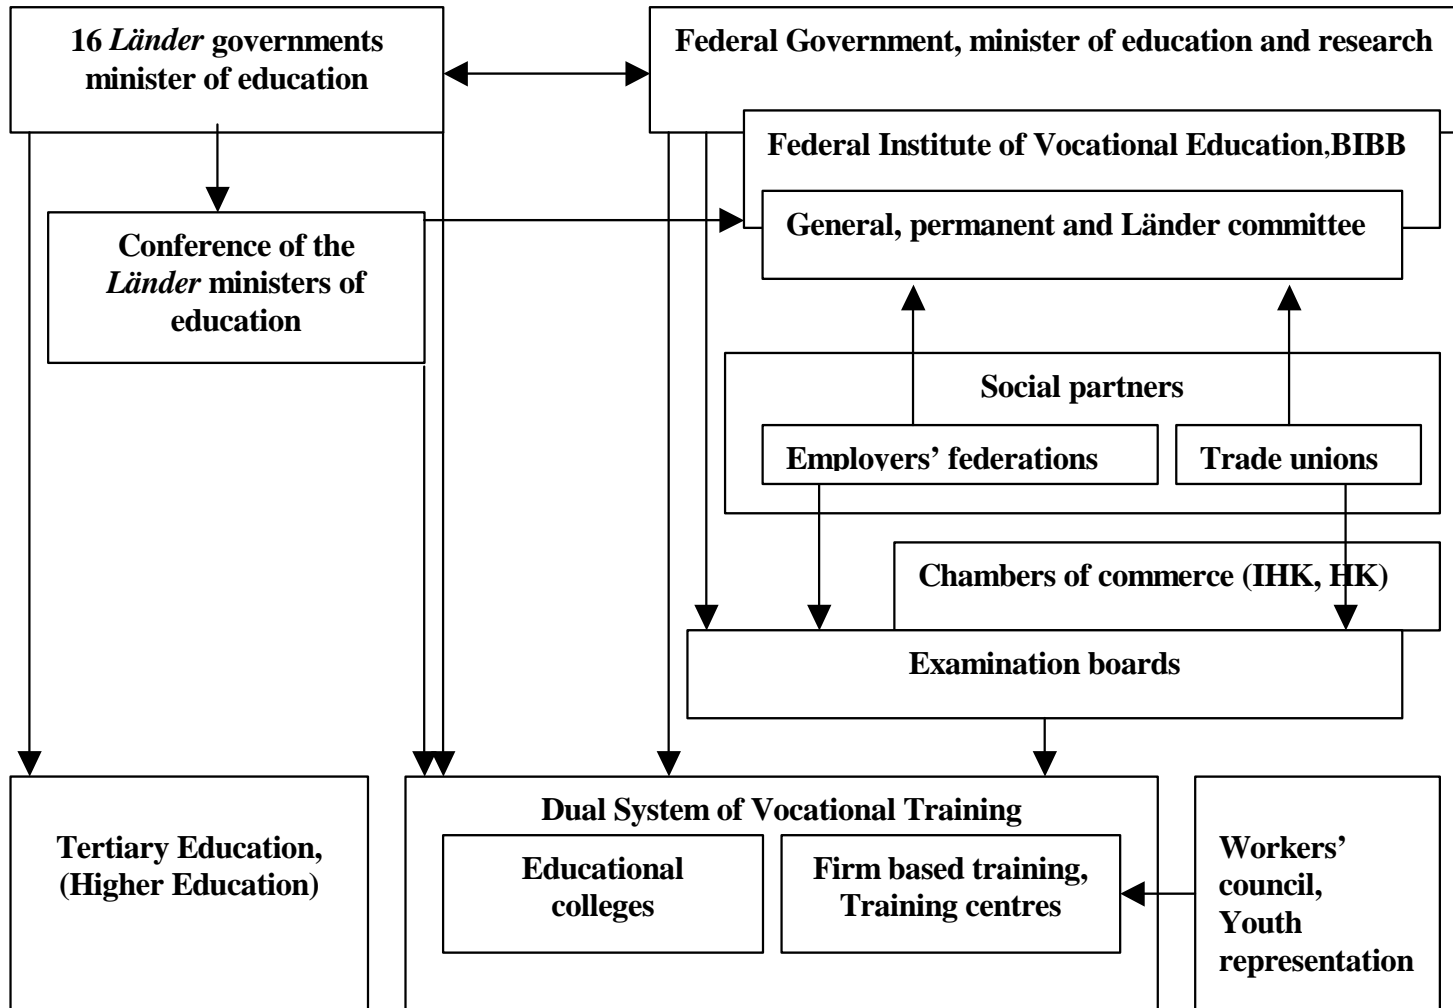 16 Länder governments
minister of education
Federal Government, minister of education and research
Federal Institute of Vocational Education,BIBB
General, permanent and Länder committee
Conference of the
Länder ministers of
education
Social partners
Employers’ federations
Trade unions
Chambers of commerce (IHK, HK)
Examination boards
Tertiary Education,
(Higher Education)
Dual System of Vocational Training
Educational
colleges
Firm based training,
Training centres
Workers’
council,
Youth
representation